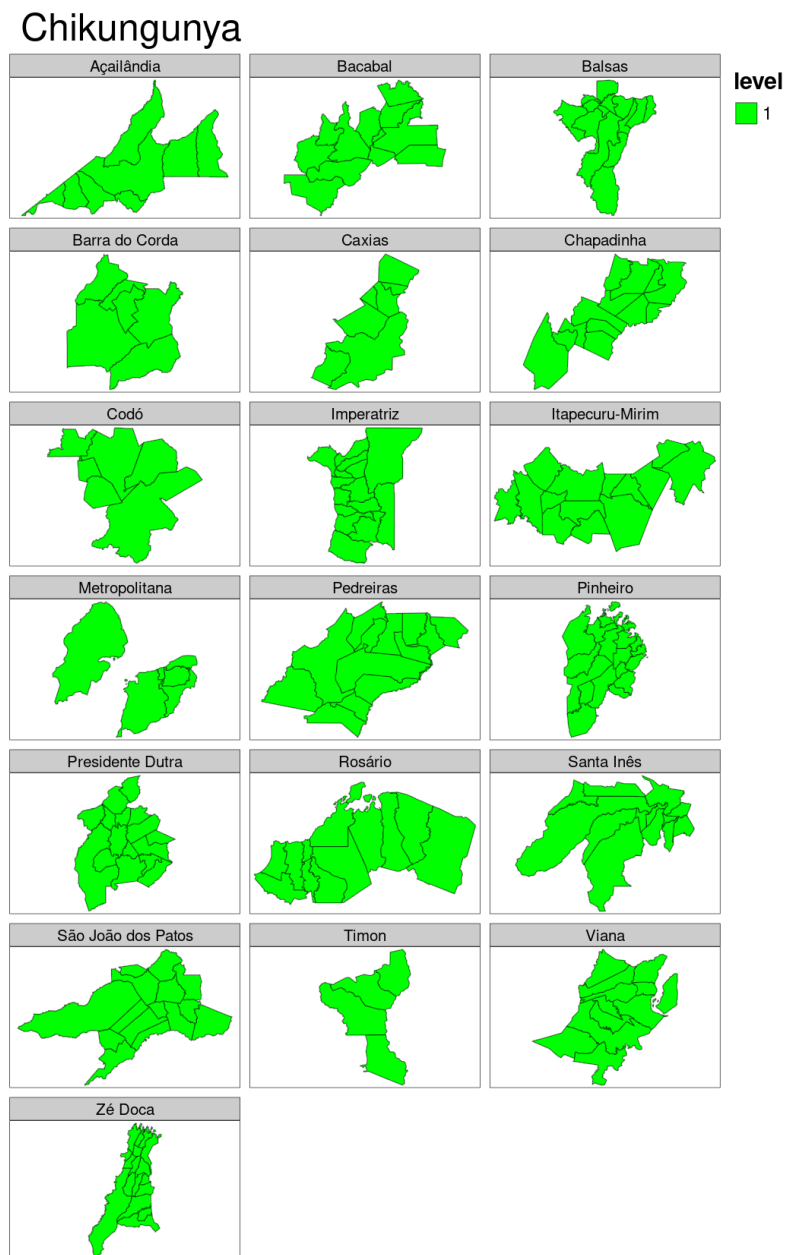 Chikungunya
Açailândia
Bacabal
Balsas
level
1
Barra do Corda
Caxias
Chapadinha
Codó
Imperatriz
Itapecuru-Mirim
Metropolitana
Pedreiras
Pinheiro
Presidente Dutra
Rosário
Santa Inês
São João dos Patos
Timon
Viana
Zé Doca